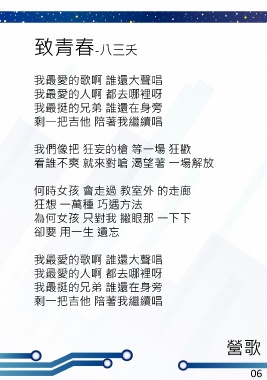 致青春-八三夭
我最愛的歌啊 誰還大聲唱
我最愛的人啊 都去哪裡呀
我最挺的兄弟 誰還在身旁
剩一把吉他 陪著我繼續唱
我們像把 狂妄的槍 等一場 狂歡
看誰不爽 就來對嗆 渴望著 一場解放
何時女孩 會走過 教室外 的走廊
狂想 一萬種 巧遇方法
為何女孩 只對我 繼眼那 一下下
卻要 用一生 遺忘
我最愛的歌啊 誰還大聲唱
我最愛的人啊 都去哪裡呀
我最挺的兄弟 誰還在身旁
剩一把吉他 陪著我繼續唱
營歌
06